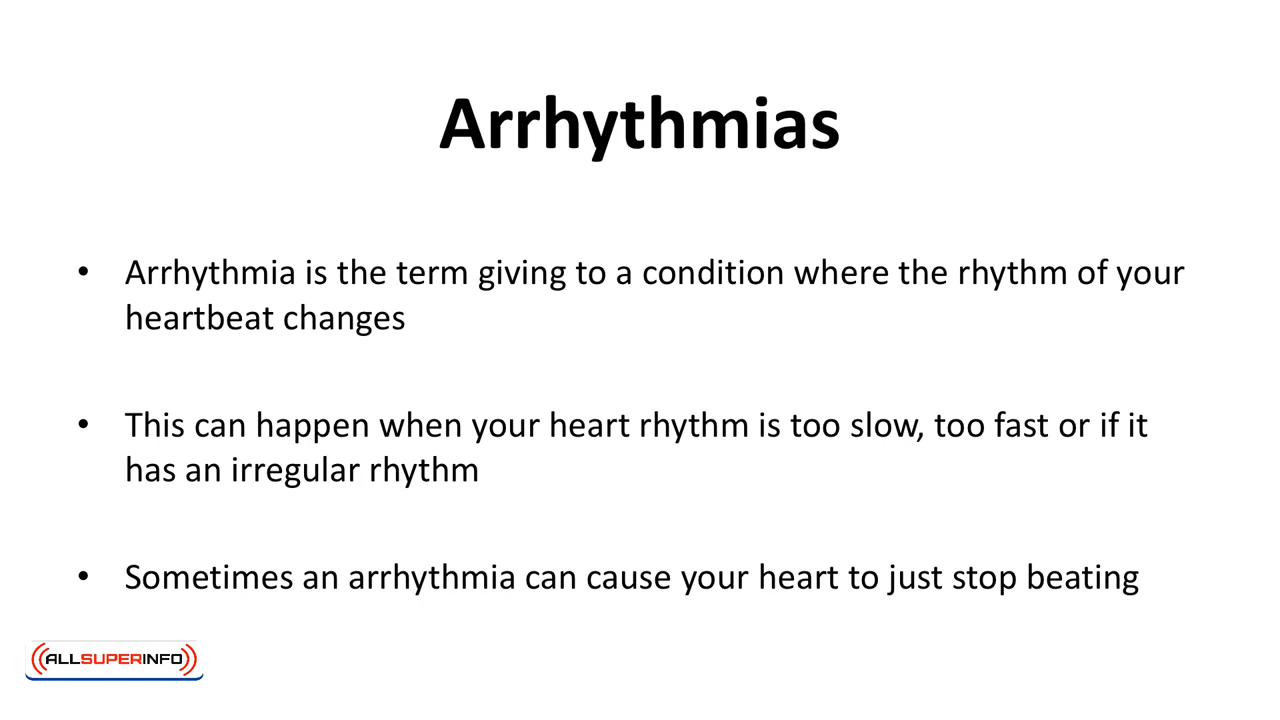 Arrhythmias
• Arrhythmia is the term giving to a condition where the rhythm of your
heartbeat changes
• This can happen when your heart rhythm is too slow, too fast or if it
has an irregular rhythm
• Sometimes an arrhythmia can cause your heart to just stop beating
ALLSUPERINFO